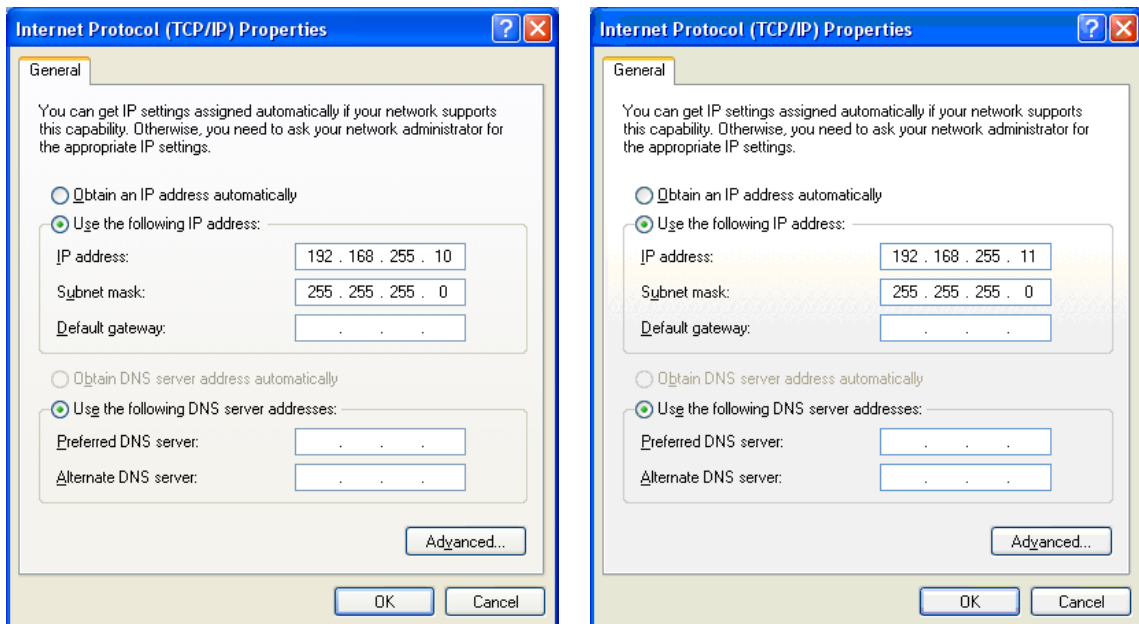 Internet Protocol (TCP/IP) Properties
General
You can get IP settings assigned automatically if your network supports
this capability. Otherwise, you need to ask your network administrator for
the appropriate IP settings.
Obtain an IP address automatically
Use the following IP address:
IP address: 192 . 168 . 255 . 10
Subnet mask: 255 . 255 . 255 . 0
Default gateway: . . .
Obtain DNS server address automatically
Use the following DNS server addresses:
Preferred DNS server: . . .
Alternate DNS server: . . .
Advanced...
OK Cancel
Internet Protocol (TCP/IP) Properties
General
You can get IP settings assigned automatically if your network supports
this capability. Otherwise, you need to ask your network administrator for
the appropriate IP settings.
Obtain an IP address automatically
Use the following IP address:
IP address: 192 . 168 . 255 . 11
Subnet mask: 255 . 255 . 255 . 0
Default gateway: . . .
Obtain DNS server address automatically
Use the following DNS server addresses:
Preferred DNS server: . . .
Alternate DNS server: . . .
Advanced...
OK Cancel